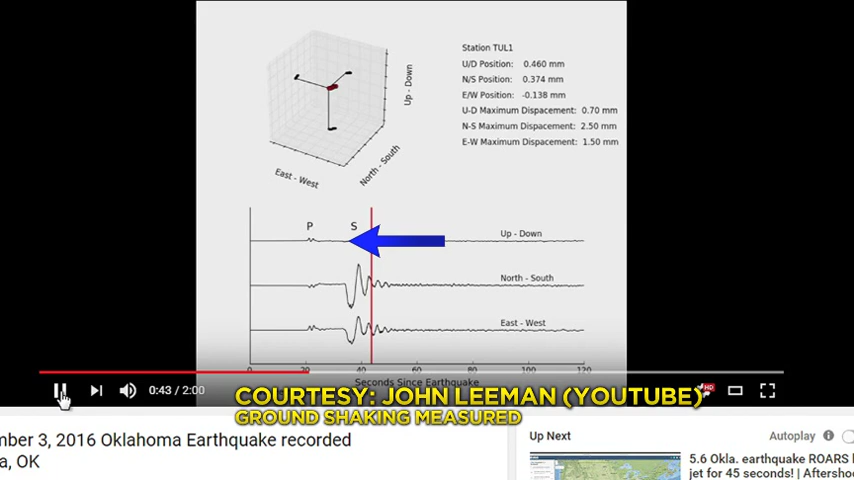 Station TUL1
U/D Position: 0.460 mm
N/S Position: 0.374 mm
E/W Position: -0.138 mm
U-D Maximum Dispacement: 0.70 mm
N-S Maximum Dispacement: 2.50 mm
E-W Maximum Dispacement: 1.50 mm
Up - Down
North - South
East - West
P S
Up - Down
North - South
East - West
0 20 40 60 80 100 120
Seconds Since Earthquake
0:43 / 2:00
HD
COURTESY: JOHN LEEMAN (YOUTUBE)
GROUND SHAKING MEASURED
mber 3, 2016 Oklahoma Earthquake recorded
a, OK
Up Next
Autoplay
5.6 Okla. earthquake ROARS
jet for 45 seconds! | Aftersho